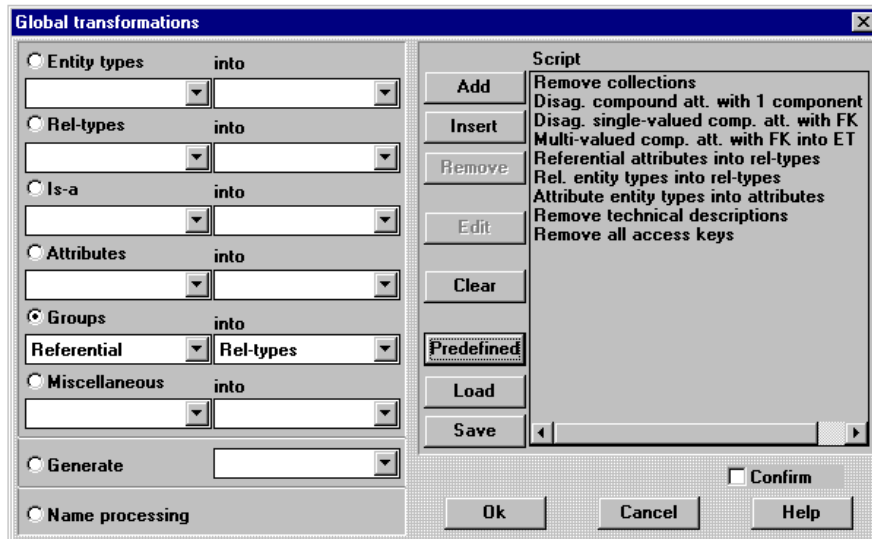 Global transformations
Entity types into
Rel-types into
Is-a into
Attributes into
Groups into
Referential Rel-types
Miscellaneous into
Generate
Name processing
Add
Insert
Remove
Edit
Clear
Predefined
Load
Save
Script
Remove collections
Disag. compound att. with 1 component
Disag. single-valued comp. att. with FK
Multi-valued comp. att. with FK into ET
Referential attributes into rel-types
Rel. entity types into rel-types
Attribute entity types into attributes
Remove technical descriptions
Remove all access keys
Confirm
Ok Cancel Help